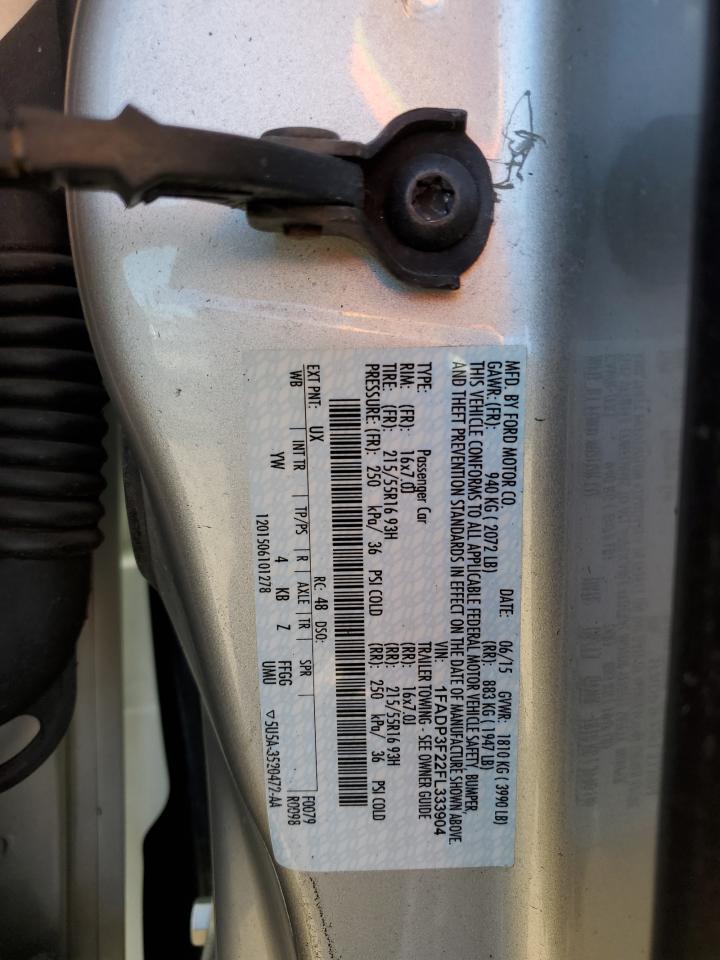 MFD. BY FORD MOTOR CO.
DATE: 06/15 GVWR: 1810 KG ( 3990 LB)
GAWR: (FR): 940 KG ( 2072 LB) (RR): 883 KG ( 1947 LB)
THIS VEHICLE CONFORMS TO ALL APPLICABLE FEDERAL MOTOR VEHICLE SAFETY, BUMPER,
AND THEFT PREVENTION STANDARDS IN EFFECT ON THE DATE OF MANUFACTURE SHOWN ABOVE.
VIN: 1FADP3F22FL333904
TYPE: Passenger Car TRAILER TOWING - SEE OWNER GUIDE
RIM: (FR): 16x7.0J (RR): 16x7.0J
TIRE: (FR): 215/55R16 93H (RR): 215/55R16 93H
PRESSURE: (FR): 250 kPa/ 36 PSI COLD (RR): 250 kPa/ 36 PSI COLD
F0079
EXT PNT: UX RC: 48 DSO: R0098
WB INT TR TP/PS R AXLE TR SPR
YW 4 KB Z FFGG
UMU
1201506101278 ▽5U5A-3520472-AA